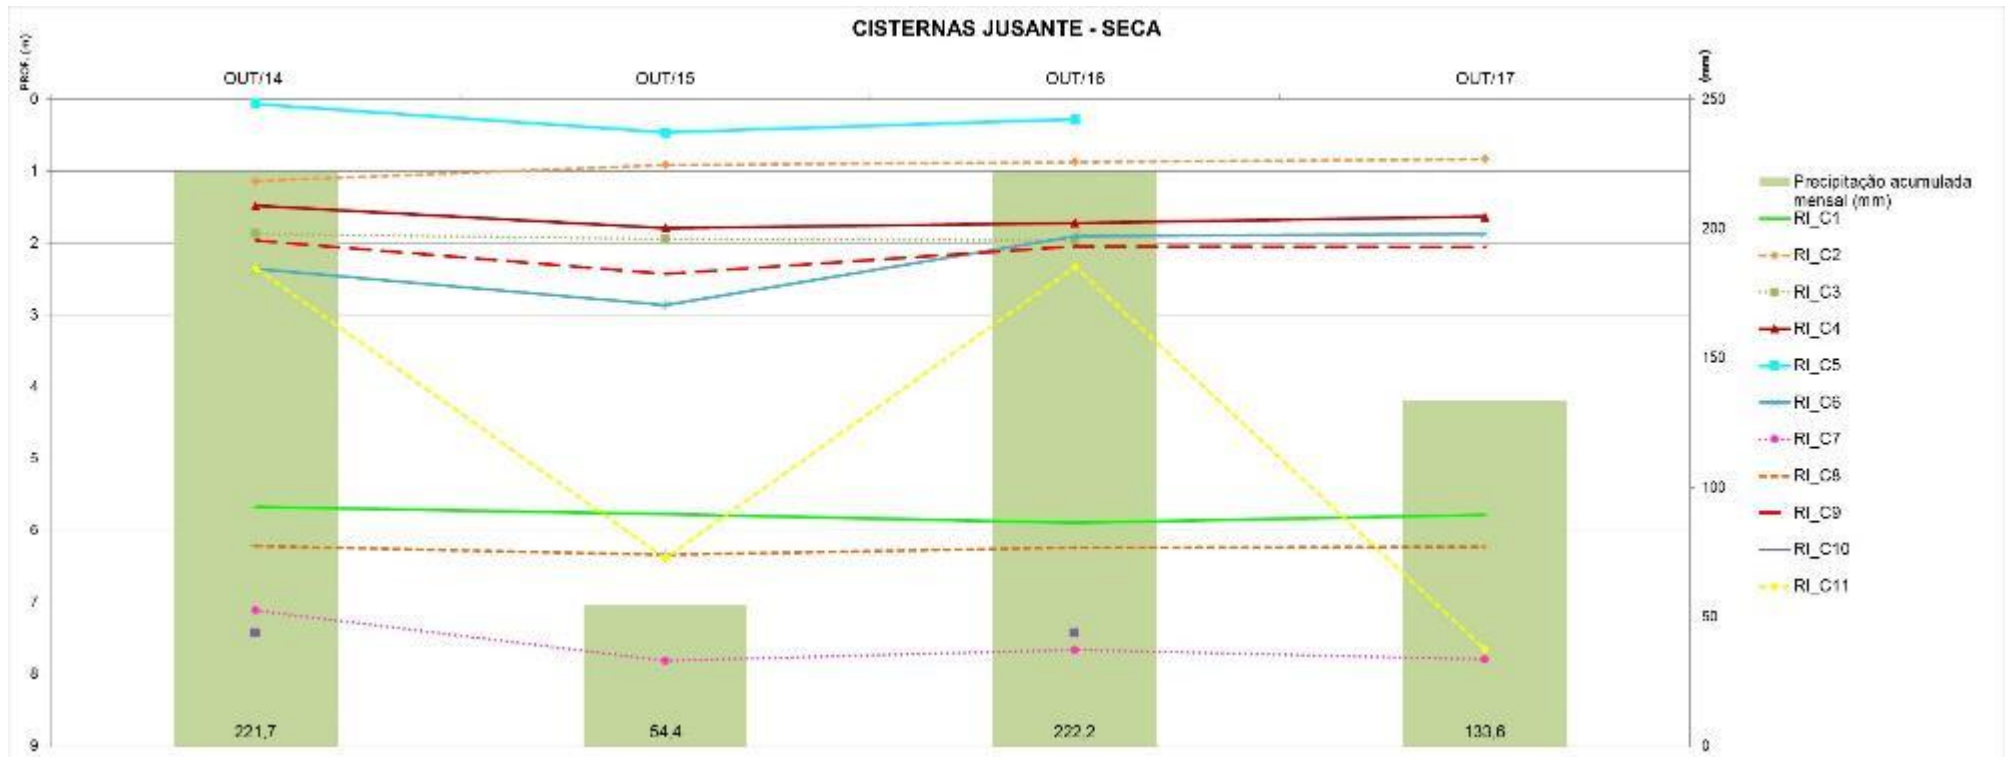 CISTERNAS JUSANTE - SECA
PROF. (m)
(mm)
OUT/14 OUT/15 OUT/16 OUT/17
0
1
2
3
4
5
6
7
8
9
250
200
150
100
50
0
221,7 54,4 222,2 133,6
Precipitação acumulada
mensal (mm)
RI_C1
RI_C2
RI_C3
RI_C4
RI_C5
RI_C6
RI_C7
RI_C8
RI_C9
RI_C10
RI_C11